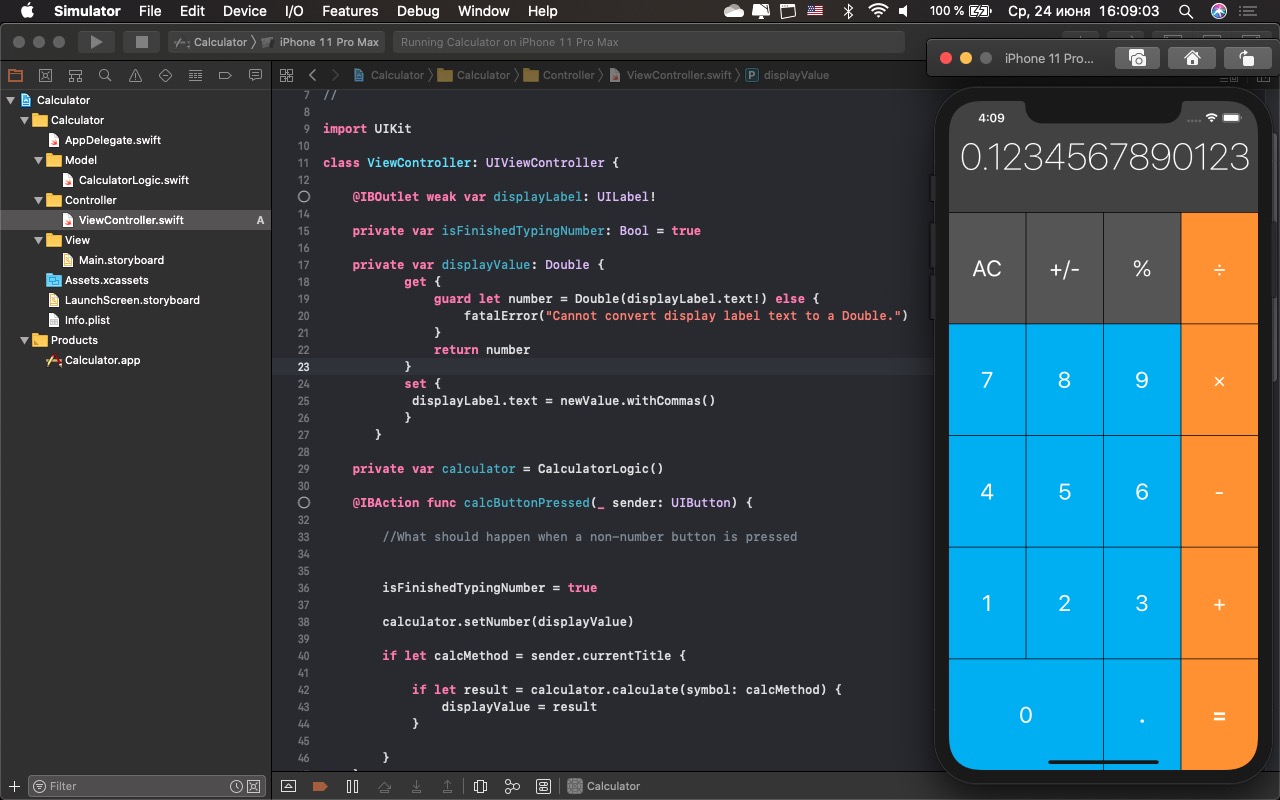 Simulator File Edit Device I/O Features Debug Window Help 100 % Ср, 24 июня 16:09:03
Calculator iPhone 11 Pro Max Running Calculator on iPhone 11 Pro Max
iPhone 11 Pro...
Calculator Calculator Controller ViewController.swift P displayValue
Calculator
Calculator
AppDelegate.swift
Model
CalculatorLogic.swift
Controller
ViewController.swift A
View
Main.storyboard
Assets.xcassets
LaunchScreen.storyboard
Info.plist
Products
Calculator.app
Filter
7 //
8
9 import UIKit
10
11 class ViewController: UIViewController {
12
@IBOutlet weak var displayLabel: UILabel!
14
15 private var isFinishedTypingNumber: Bool = true
16
17 private var displayValue: Double {
18 get {
19 guard let number = Double(displayLabel.text!) else {
20 fatalError("Cannot convert display label text to a Double.")
21 }
22 return number
23 }
24 set {
25 displayLabel.text = newValue.withCommas()
26 }
27 }
28
29 private var calculator = CalculatorLogic()
30
@IBAction func calcButtonPressed(_ sender: UIButton) {
32
33 //What should happen when a non-number button is pressed
34
35
36 isFinishedTypingNumber = true
37
38 calculator.setNumber(displayValue)
39
40 if let calcMethod = sender.currentTitle {
41
42 if let result = calculator.calculate(symbol: calcMethod) {
43 displayValue = result
44 }
45
46 }
Calculator
4:09
0.1234567890123
AC +/- % ÷
7 8 9 ×
4 5 6 -
1 2 3 +
0 . =